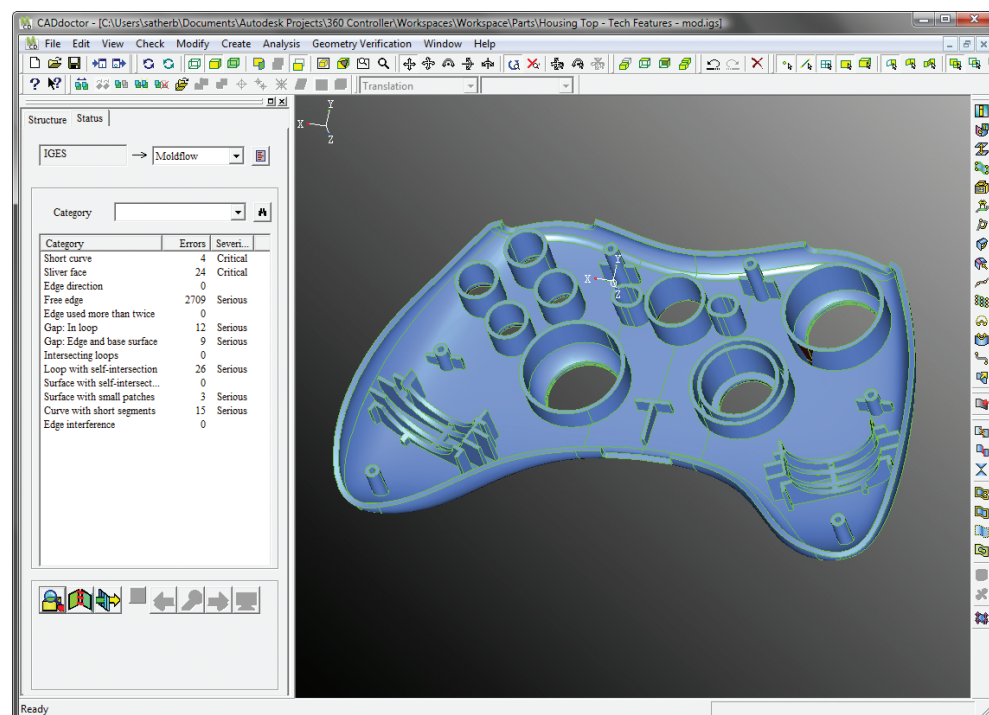 CADdoctor - [C:\Users\satherb\Documents\Autodesk Projects\360 Controller\Workspaces\Workspace\Parts\Housing Top - Tech Features - mod.igs]
File Edit View Check Modify Create Analysis Geometry Verification Window Help
Translation
Structure Status
IGES Moldflow
Category
Category Errors Severi...
Short curve 4 Critical
Sliver face 24 Critical
Edge direction 0
Free edge 2709 Serious
Edge used more than twice 0
Gap: In loop 12 Serious
Gap: Edge and base surface 9 Serious
Intersecting loops 0
Loop with self-intersection 26 Serious
Surface with self-intersect... 0
Surface with small patches 3 Serious
Curve with short segments 15 Serious
Edge interference 0
Y
X
Z
Y
X
Z
Ready